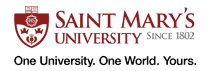 SAINT MARY'S
UNIVERSITY SINCE 1802
One University. One World. Yours.